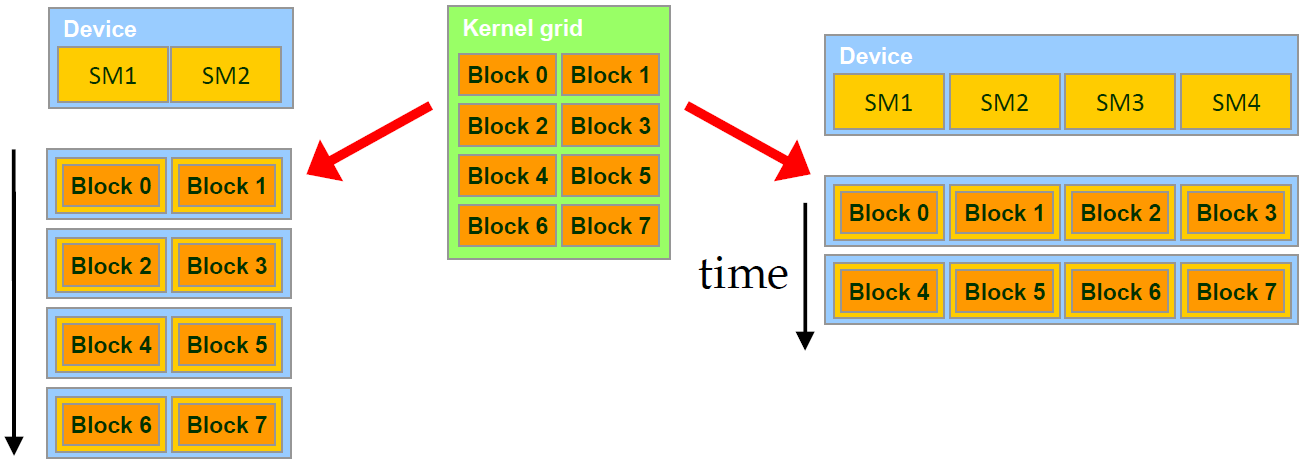 Device
SM1 SM2
Block 0 Block 1
Block 2 Block 3
Block 4 Block 5
Block 6 Block 7
Kernel grid
Block 0 Block 1
Block 2 Block 3
Block 4 Block 5
Block 6 Block 7
Device
SM1 SM2 SM3 SM4
time
Block 0 Block 1 Block 2 Block 3
Block 4 Block 5 Block 6 Block 7